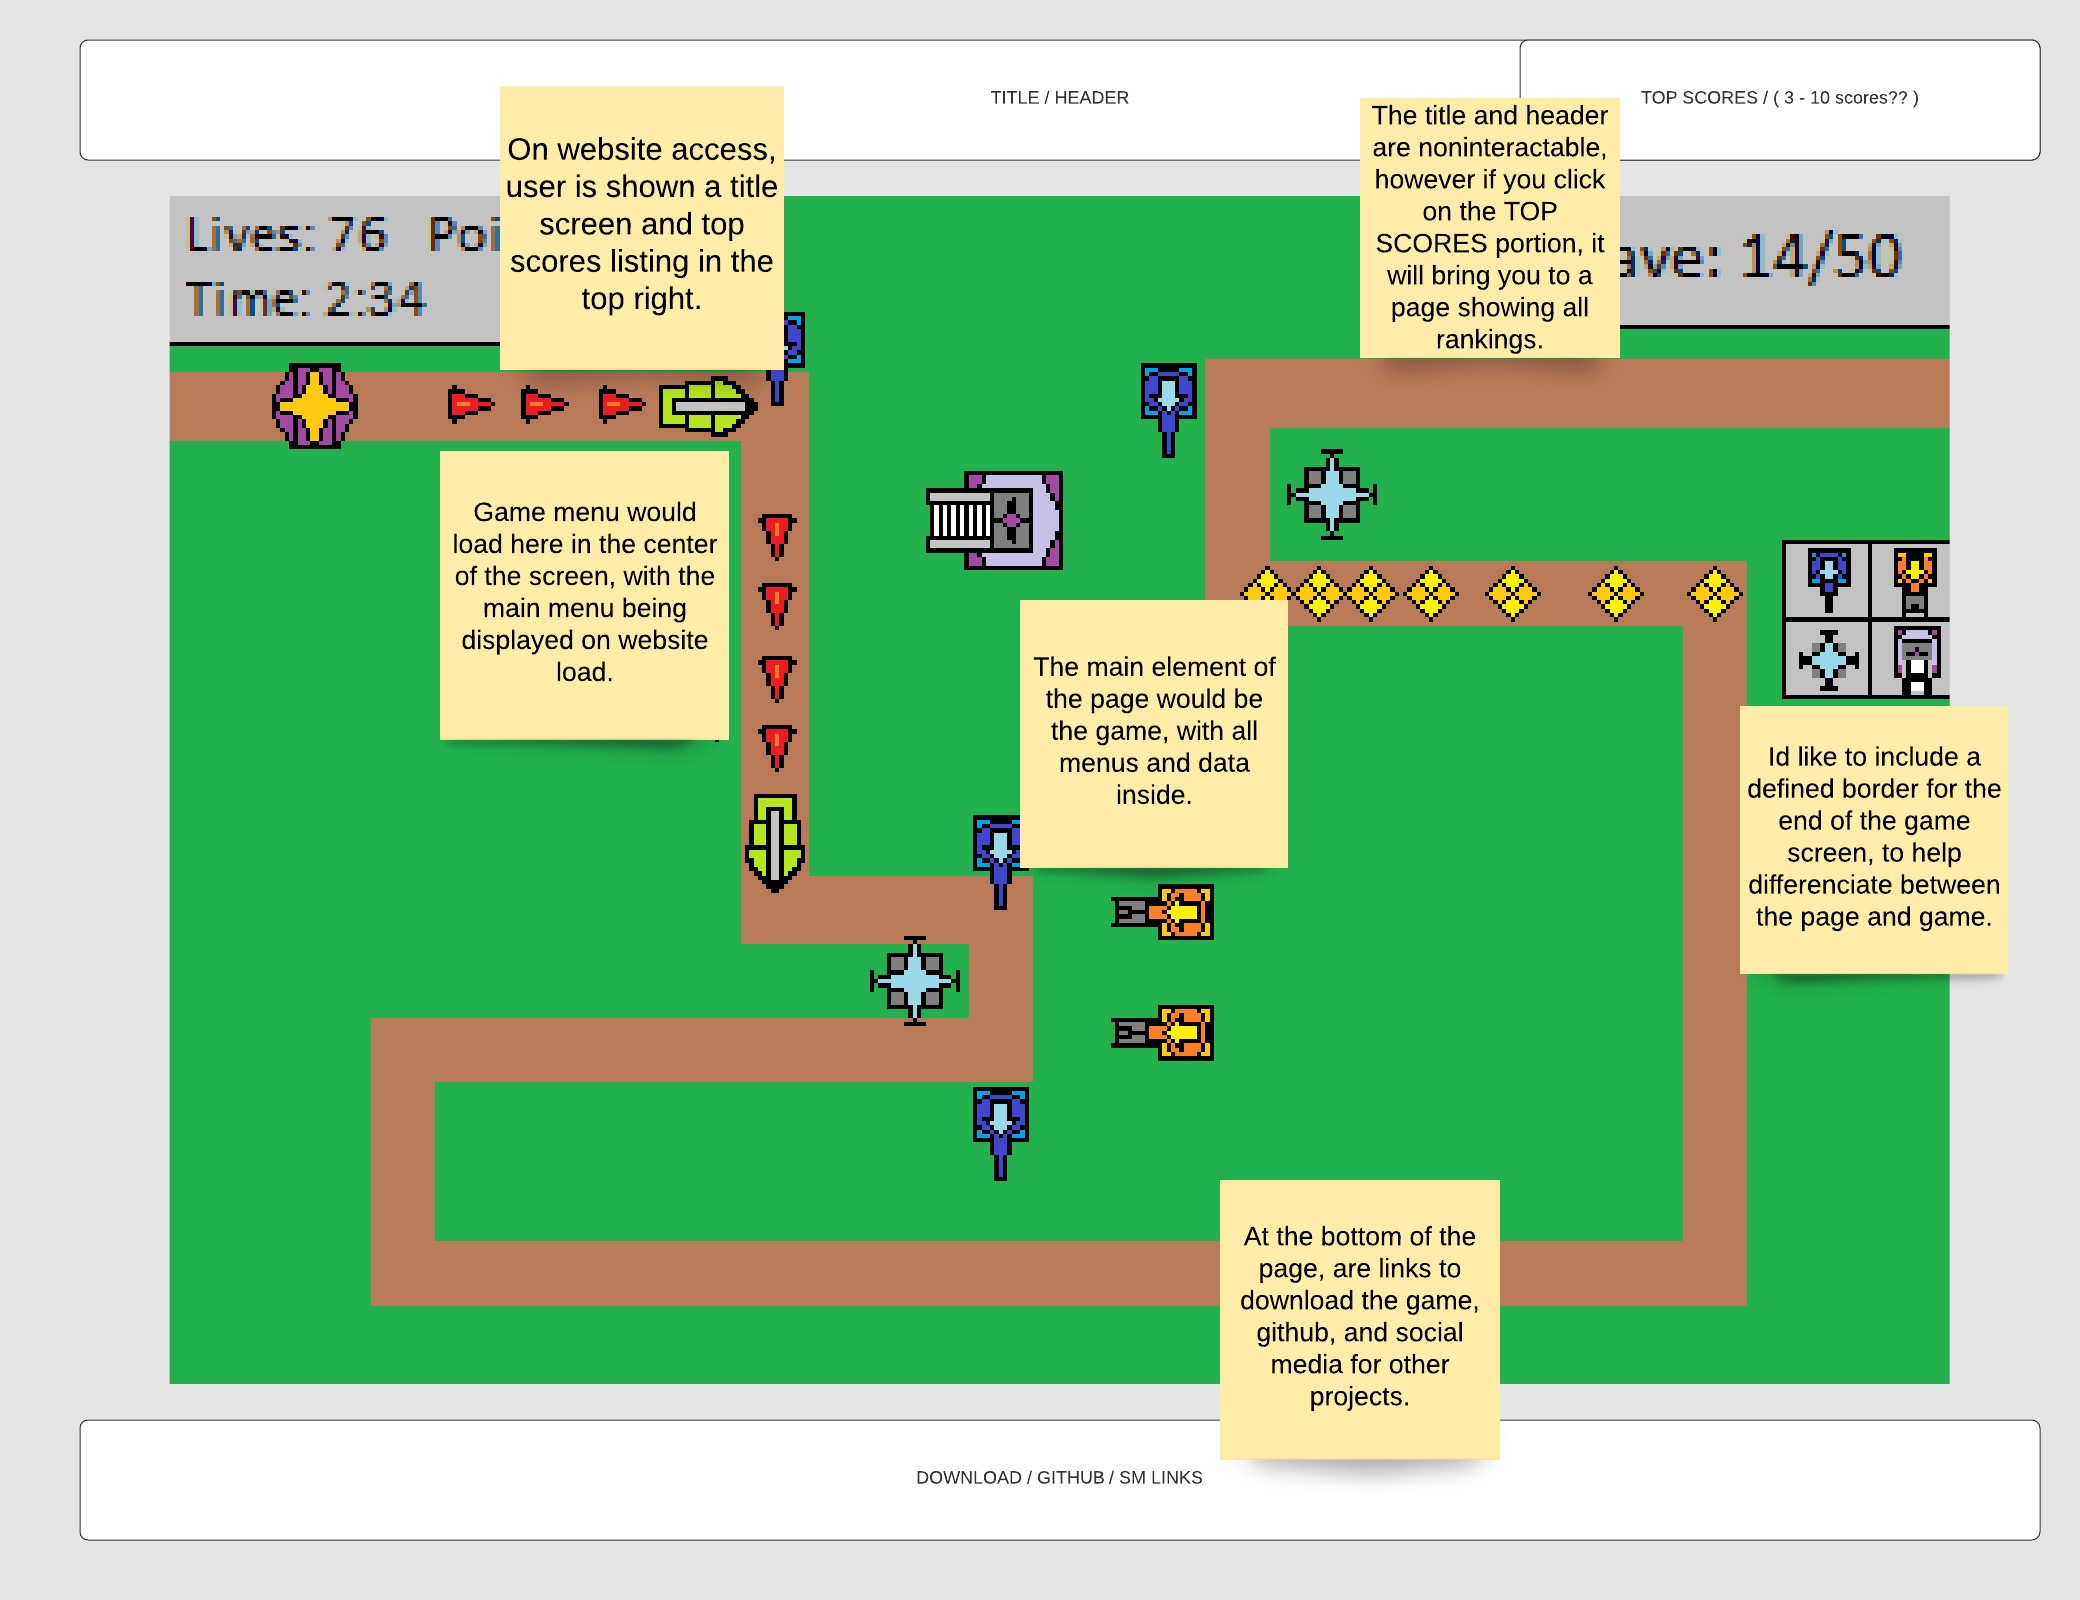 TITLE / HEADER
TOP SCORES / ( 3 - 10 scores?? )
On website access,
user is shown a title
screen and top
scores listing in the
top right.
The title and header
are noninteractable,
however if you click
on the TOP
SCORES portion, it
will bring you to a
page showing all
rankings.
Lives: 76 Poi
Time: 2:34
ave: 14/50
Game menu would
load here in the center
of the screen, with the
main menu being
displayed on website
load.
The main element of
the page would be
the game, with all
menus and data
inside.
Id like to include a
defined border for the
end of the game
screen, to help
differenciate between
the page and game.
At the bottom of the
page, are links to
download the game,
github, and social
media for other
projects.
DOWNLOAD / GITHUB / SM LINKS